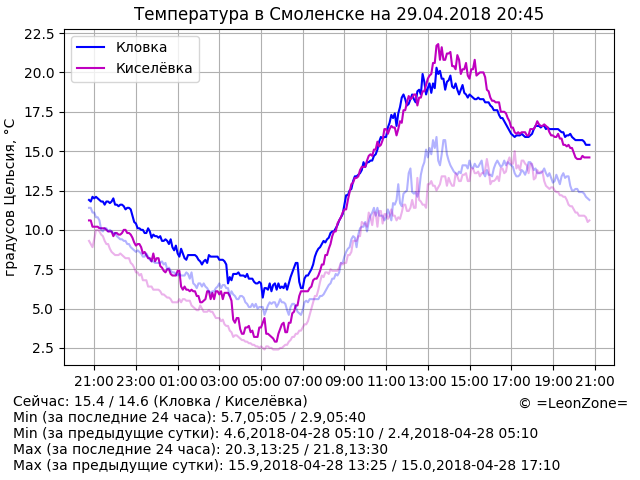 Температура в Смоленске на 29.04.2018 20:45
градусов Цельсия, °C
22.5
20.0
17.5
15.0
12.5
10.0
7.5
5.0
2.5
Кловка
Киселёвка
21:00 23:00 01:00 03:00 05:00 07:00 09:00 11:00 13:00 15:00 17:00 19:00 21:00
Сейчас: 15.4 / 14.6 (Кловка / Киселёвка)
© =LeonZone=
Min (за последние 24 часа): 5.7,05:05 / 2.9,05:40
Min (за предыдущие сутки): 4.6,2018-04-28 05:10 / 2.4,2018-04-28 05:10
Max (за последние 24 часа): 20.3,13:25 / 21.8,13:30
Max (за предыдущие сутки): 15.9,2018-04-28 13:25 / 15.0,2018-04-28 17:10